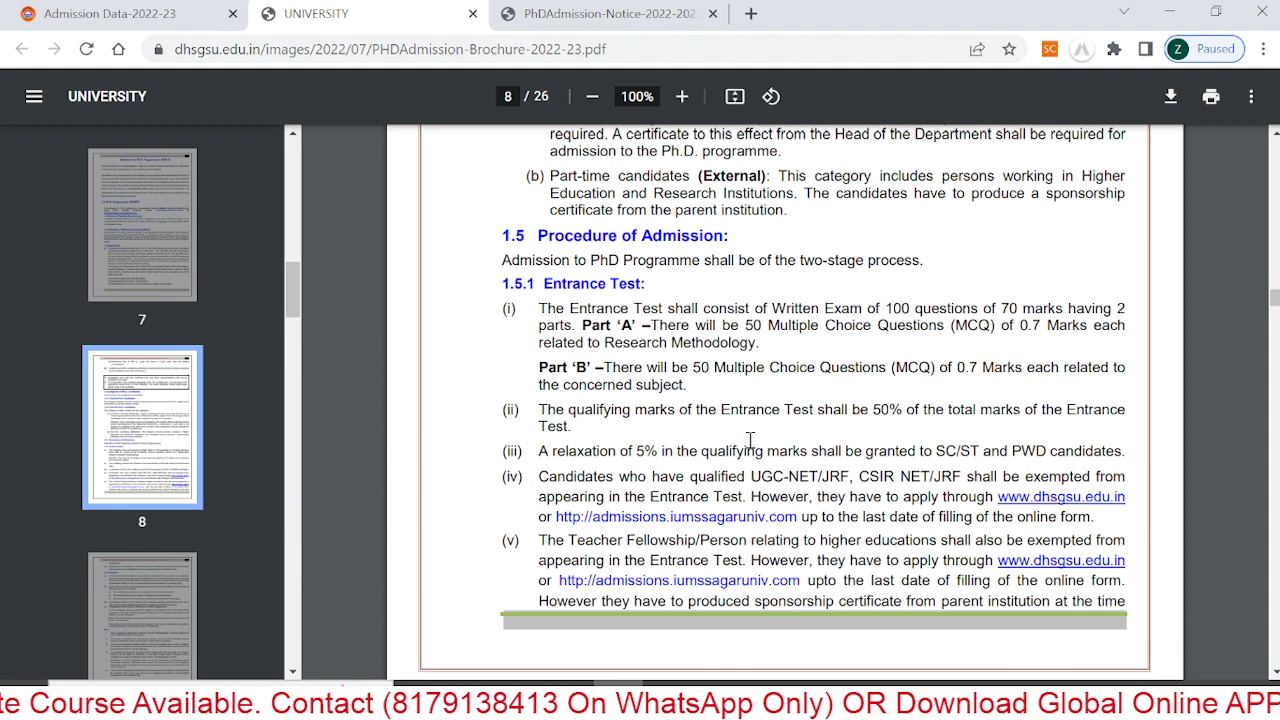 Admission Data-2022-23
UNIVERSITY
PhDAdmission-Notice-2022-202
dhsgsu.edu.in/images/2022/07/PHDAdmission-Brochure-2022-23.pdf
SC
Z Paused
UNIVERSITY
8 / 26
100%
required. A certificate to this effect from the Head of the Department shall be required for
admission to the Ph.D. programme.
(b) Part-time candidates (External): This category includes persons working in Higher
and Research Institutions. The candidates have to produce a sponsorship
from the parent institution.
1.5 Procedure of Admission:
Admission to PhD Programme shall be of the two-stage process.
1.5.1 Entrance Test:
(i) The Entrance Test shall consist of Written Exam of 100 questions of 70 marks having 2
parts. Part 'A' –There will be 50 Multiple Choice Questions (MCQ) of 0.7 Marks each
related to Research Methodology.
50 Multiple Choice Questions (MCQ) of 0.7 Marks each related to
(ii) The qualifying marks of the Entrance Test shall be 50% of the total marks of the Entrance
Test.
(iii) of 5% in the qualifying marks shall be granted to SC/ST and PWD candidates.
(iv) Candidates who have qualified UGC-NET/JRF/CSIR NET/JRF shall be exempted from
appearing in the Entrance Test. However, they have to apply through www.dhsgsu.edu.in
or http://admissions.iumssagaruniv.com up to the last date of filling of the online form.
(v) The Teacher Fellowship/Person relating to higher educations shall also be exempted from
the Entrance Test. However, they have to apply through www.dhsgsu.edu.in
http://admissions.iumssagaruniv.com up to the last date of filling of the online form.
However, they have to produced sponsorship certificate from parent institution at the time
7
8
te Course Available. Contact (8179138413 On WhatsApp Only) OR Download Global Online APP